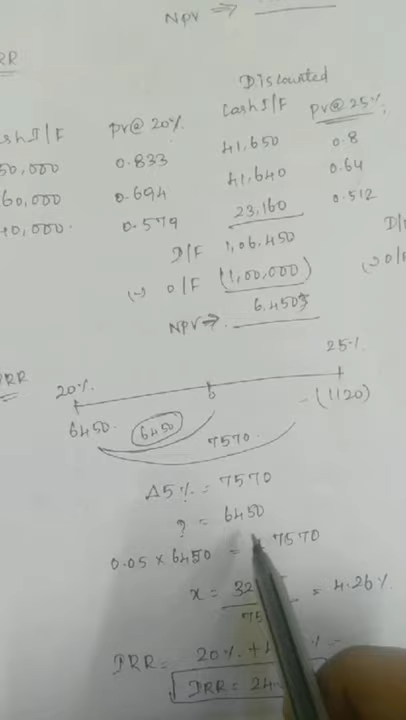 NPV →
RR
Discounted
Cash I/F PV@ 20% Cash I/F PV@ 25%
50,000 0.833 41,650 0.8
60,000 0.694 41,640 0.64
40,000 0.579 23,160 0.512
I/F 1,06,450
(-) O/F (1,00,000) (-) O/F
NPV → 6,450
IRR 20% 0 25%
6450 6450 7570 -(1120)
Δ5% = 7570
? = 6450
0.05 × 6450 = 7570
x = 32 = 4.26%
75
IRR = 20% +
IRR = 24.